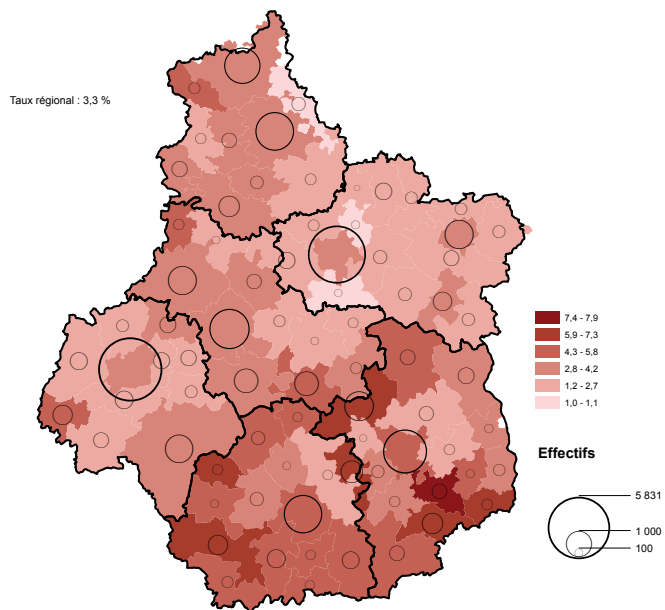 Taux régional : 3,3 %
7,4 - 7,9
5,9 - 7,3
4,3 - 5,8
2,8 - 4,2
1,2 - 2,7
1,0 - 1,1
Effectifs
5 831
1 000
100